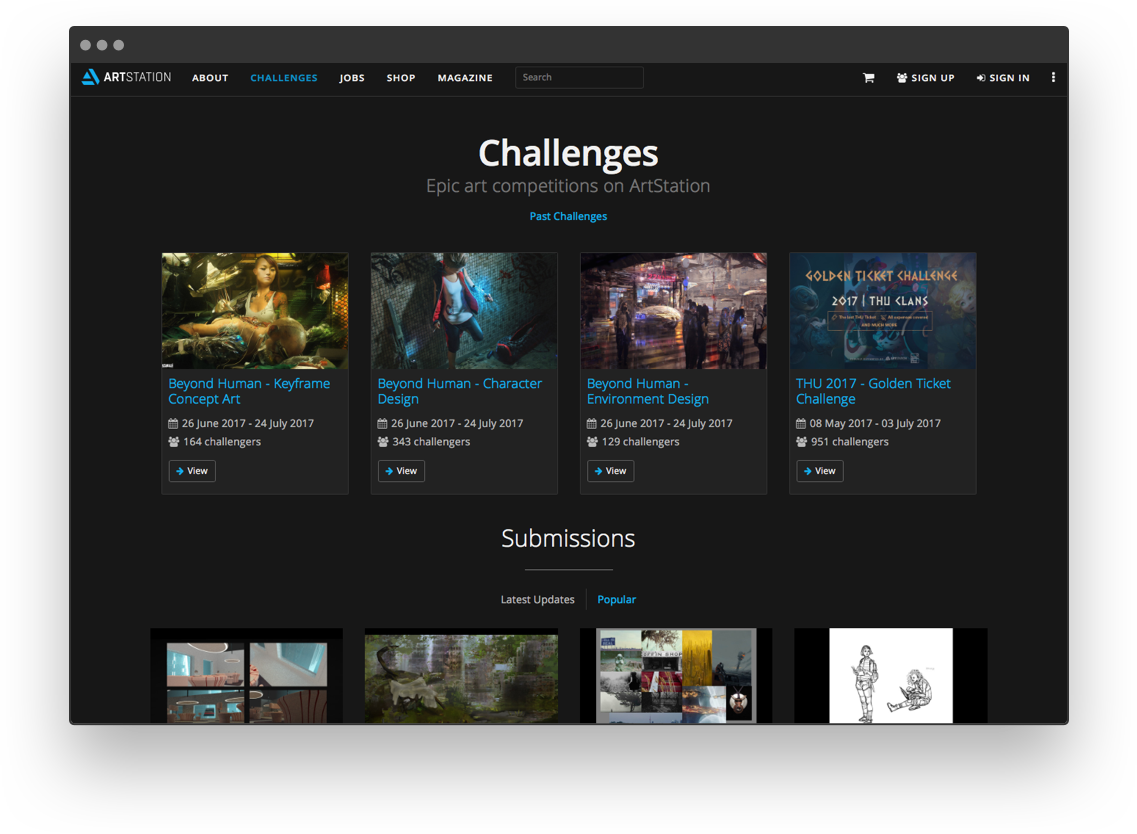 ARTSTATION ABOUT CHALLENGES JOBS SHOP MAGAZINE Search SIGN UP SIGN IN
Challenges
Epic art competitions on ArtStation
Past Challenges
GOLDEN TICKET CHALLENGE
2017 | THU CLANS
AND MUCH MORE
Beyond Human - Keyframe
Concept Art
26 June 2017 - 24 July 2017
164 challengers
View
Beyond Human - Character
Design
26 June 2017 - 24 July 2017
343 challengers
View
Beyond Human -
Environment Design
26 June 2017 - 24 July 2017
129 challengers
View
THU 2017 - Golden Ticket
Challenge
08 May 2017 - 03 July 2017
951 challengers
View
Submissions
Latest Updates
Popular